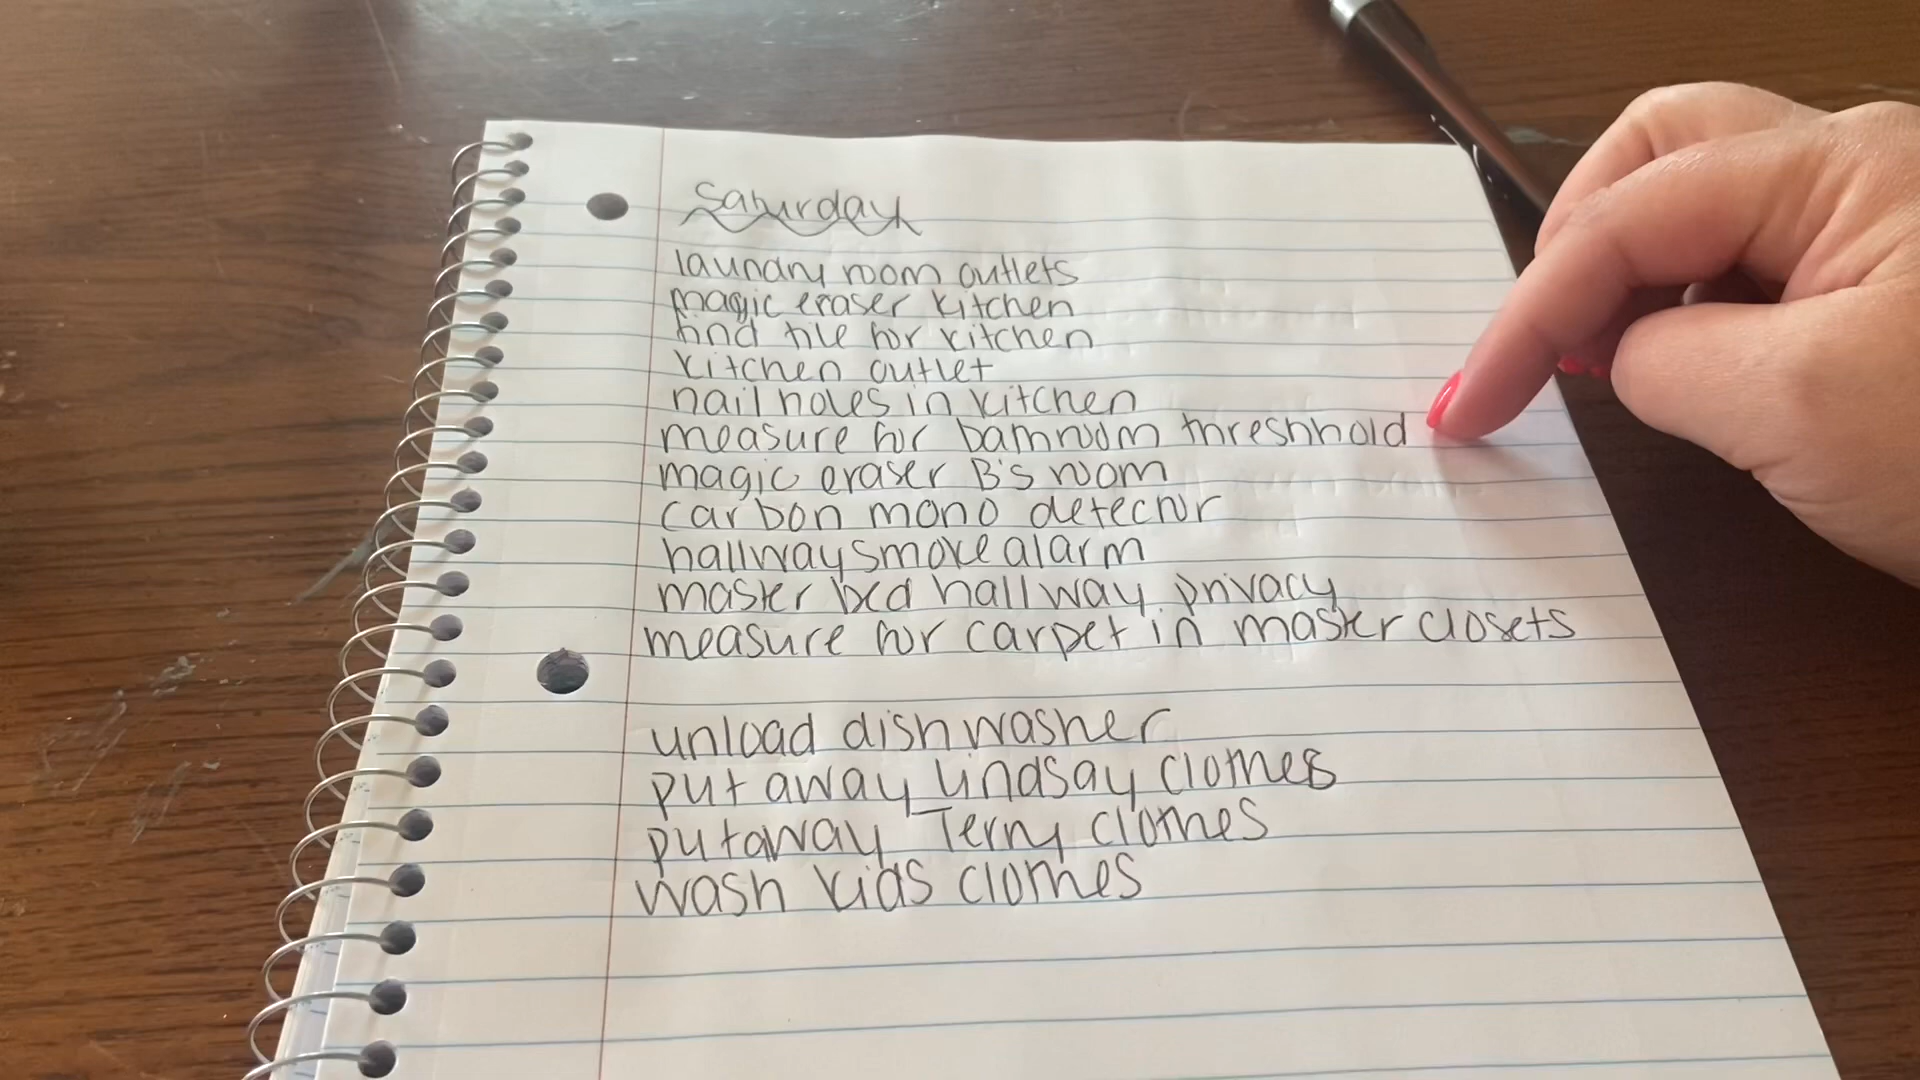 Saturday
laundry room outlets
magic eraser kitchen
find tile for kitchen
kitchen outlet
nail holes in kitchen
measure for bathroom threshhold
magic eraser B's room
carbon mono detector
hallway smoke alarm
master bed hallway privacy
measure for carpet in master closets
unload dishwasher
put away Lindsay clothes
put away Terry clothes
wash kids clothes